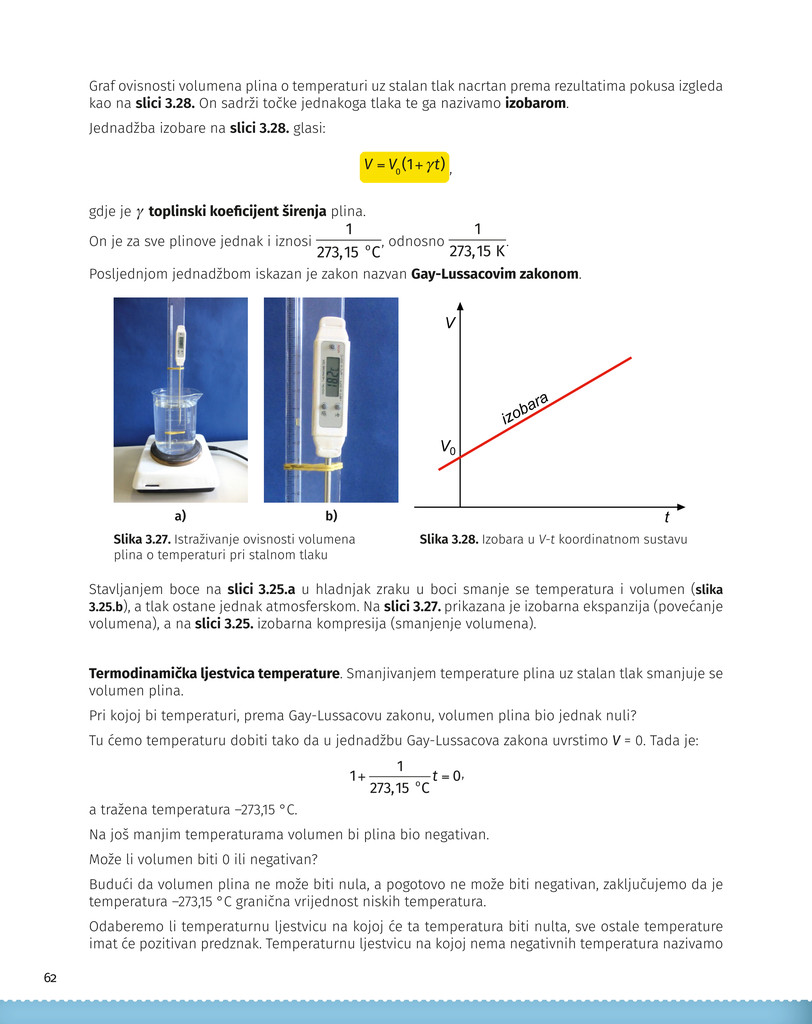 Graf ovisnosti volumena plina o temperaturi uz stalan tlak nacrtan prema rezultatima pokusa izgleda
kao na slici 3.28. On sadrži točke jednakoga tlaka te ga nazivamo izobarom.
Jednadžba izobare na slici 3.28. glasi:
V = V₀(1 + γt),
gdje je γ toplinski koeficijent širenja plina.
On je za sve plinove jednak i iznosi 1/(273,15 °C), odnosno 1/(273,15 K).
Posljednjom jednadžbom iskazan je zakon nazvan Gay-Lussacovim zakonom.
V
izobara
V₀
t
a)
b)
Slika 3.27. Istraživanje ovisnosti volumena
plina o temperaturi pri stalnom tlaku
Slika 3.28. Izobara u V-t koordinatnom sustavu
Stavljanjem boce na slici 3.25.a u hladnjak zraku u boci smanje se temperatura i volumen (slika
3.25.b), a tlak ostane jednak atmosferskom. Na slici 3.27. prikazana je izobarna ekspanzija (povećanje
volumena), a na slici 3.25. izobarna kompresija (smanjenje volumena).
Termodinamička ljestvica temperature. Smanjivanjem temperature plina uz stalan tlak smanjuje se
volumen plina.
Pri kojoj bi temperaturi, prema Gay-Lussacovu zakonu, volumen plina bio jednak nuli?
Tu ćemo temperaturu dobiti tako da u jednadžbu Gay-Lussacova zakona uvrstimo V = 0. Tada je:
1 + 1/(273,15 °C) t = 0,
a tražena temperatura –273,15 °C.
Na još manjim temperaturama volumen bi plina bio negativan.
Može li volumen biti 0 ili negativan?
Budući da volumen plina ne može biti nula, a pogotovo ne može biti negativan, zaključujemo da je
temperatura –273,15 °C granična vrijednost niskih temperatura.
Odaberemo li temperaturnu ljestvicu na kojoj će ta temperatura biti nulta, sve ostale temperature
imat će pozitivan predznak. Temperaturnu ljestvicu na kojoj nema negativnih temperatura nazivamo
62